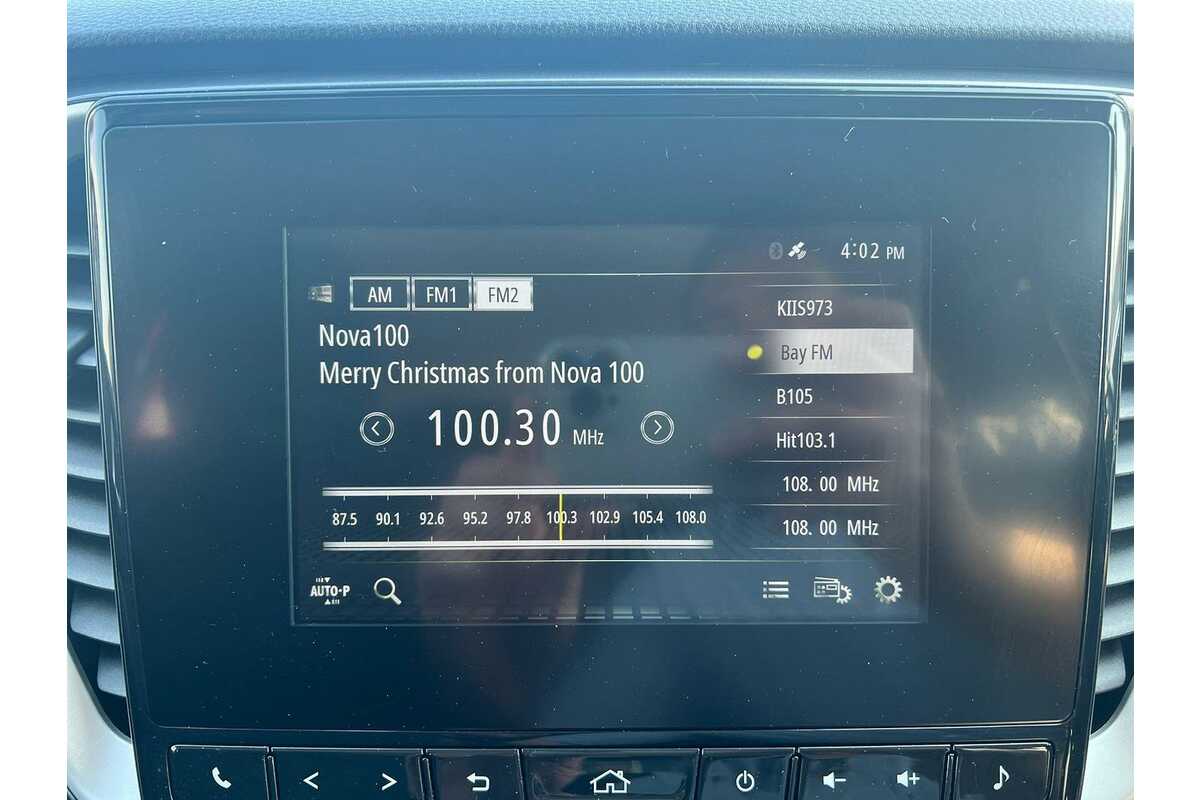 4:02 PM
AM FM1 FM2
Nova100
Merry Christmas from Nova 100
100.30 MHz
87.5 90.1 92.6 95.2 97.8 100.3 102.9 105.4 108.0
AUTO-P
KIIS973
Bay FM
B105
Hit103.1
108. 00 MHz
108. 00 MHz